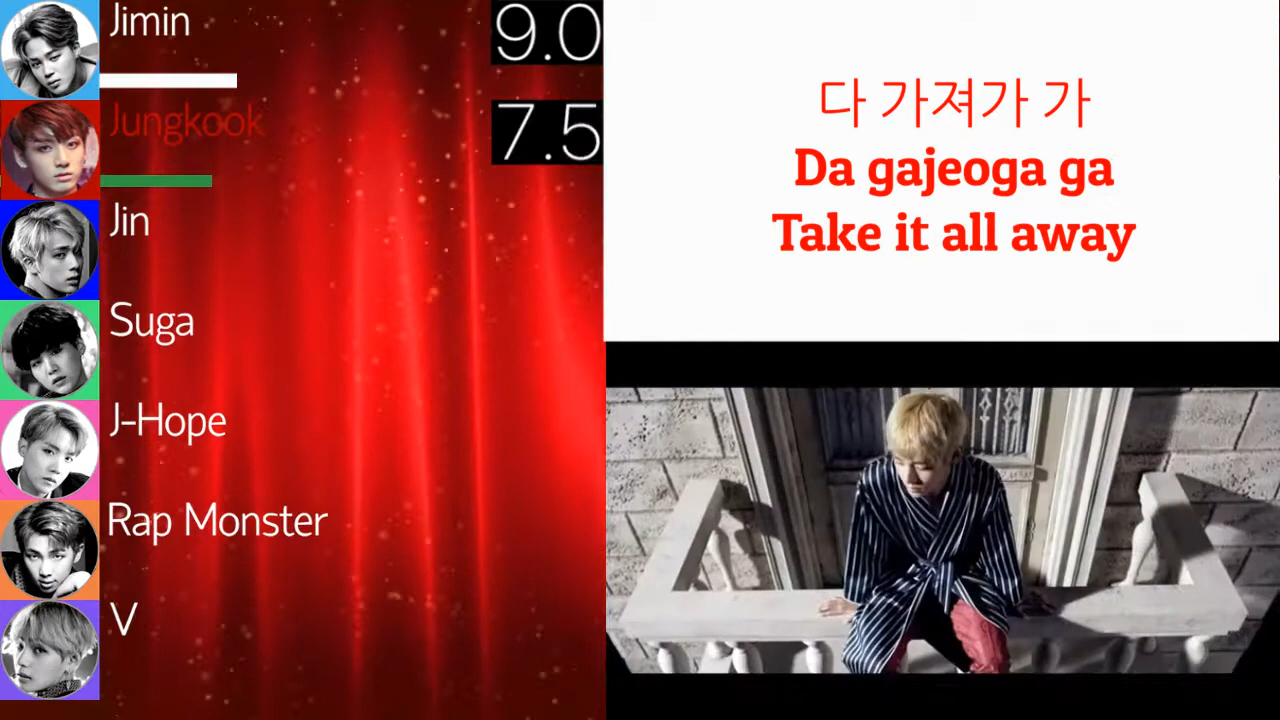 Jimin
9.0
Jungkook
7.5
Jin
Suga
J-Hope
Rap Monster
V
다 가져가 가
Da gajeoga ga
Take it all away